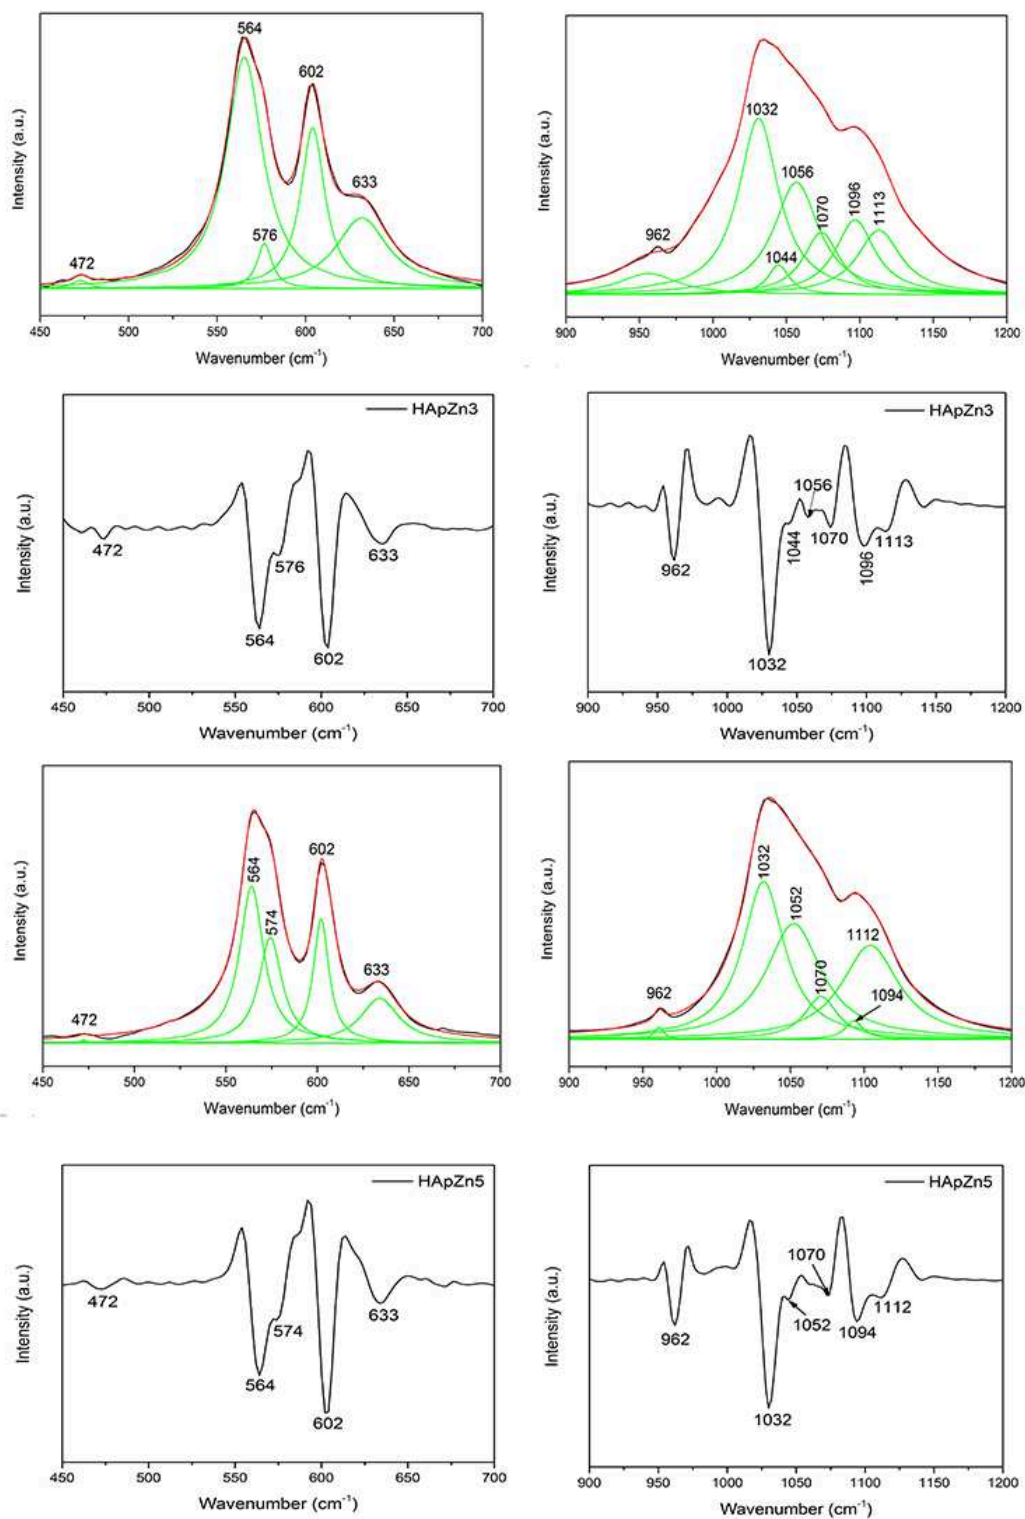 564
602
633
576
472
Intensity (a.u.)
450 500 550 600 650 700
Wavenumber (cm-1)
1032
1056
1070
1096
1113
962
1044
Intensity (a.u.)
900 950 1000 1050 1100 1150 1200
Wavenumber (cm-1)
HApZn3
472
576
633
564
602
Intensity (a.u.)
450 500 550 600 650 700
Wavenumber (cm-1)
HApZn3
1056
962
1044
1070
1096
1113
1032
Intensity (a.u.)
900 950 1000 1050 1100 1150 1200
Wavenumber (cm-1)
564
574
602
633
472
Intensity (a.u.)
450 500 550 600 650 700
Wavenumber (cm-1)
1032
1052
1112
1070
1094
962
Intensity (a.u.)
900 950 1000 1050 1100 1150 1200
Wavenumber (cm-1)
HApZn5
472
574
633
564
602
Intensity (a.u.)
450 500 550 600 650 700
Wavenumber (cm-1)
HApZn5
1070
962
1052
1094
1112
1032
Intensity (a.u.)
900 950 1000 1050 1100 1150 1200
Wavenumber (cm-1)